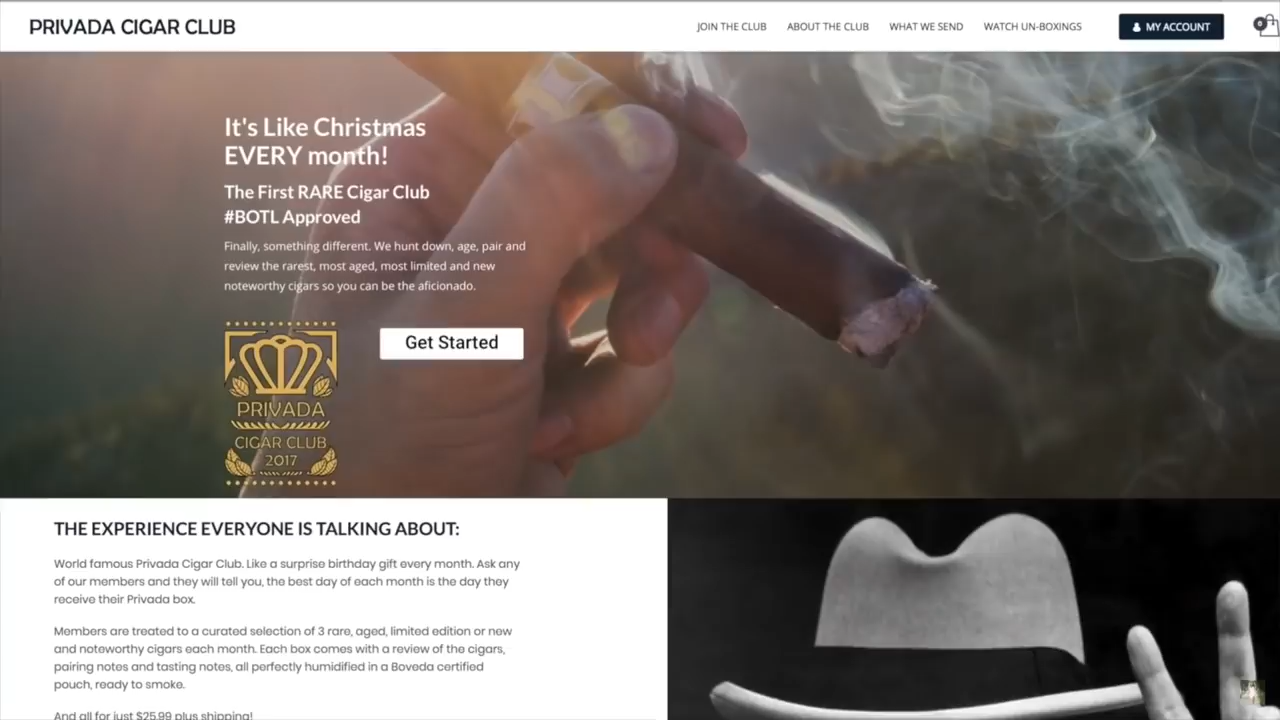 PRIVADA CIGAR CLUB
JOIN THE CLUB
ABOUT THE CLUB
WHAT WE SEND
WATCH UN-BOXINGS
MY ACCOUNT
0
It's Like Christmas
EVERY month!
The First RARE Cigar Club
#BOTL Approved
Finally, something different. We hunt down, age, pair and
review the rarest, most aged, most limited and new
noteworthy cigars so you can be the aficionado.
Get Started
PRIVADA
CIGAR CLUB
2017
THE EXPERIENCE EVERYONE IS TALKING ABOUT:
World famous Privada Cigar Club. Like a surprise birthday gift every month. Ask any
of our members and they will tell you, the best day of each month is the day they
receive their Privada box.
Members are treated to a curated selection of 3 rare, aged, limited edition or new
and noteworthy cigars each month. Each box comes with a review of the cigars,
pairing notes and tasting notes, all perfectly humidified in a Boveda certified
pouch, ready to smoke.
And all for just $25.99 plus shipping!